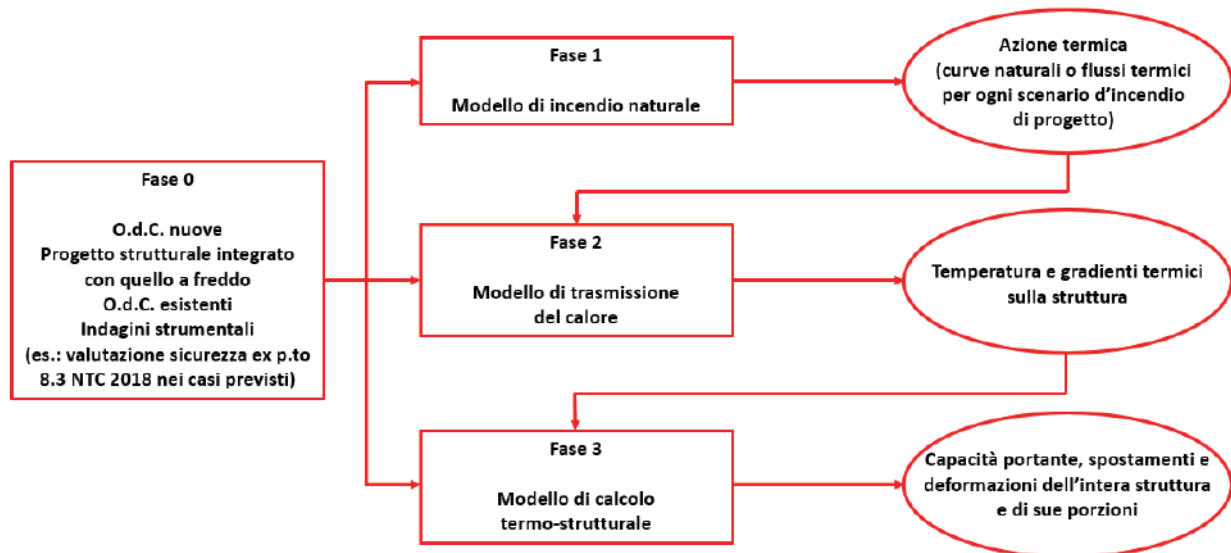 Fase 0
O.d.C. nuove
Progetto strutturale integrato
con quello a freddo
O.d.C. esistenti
Indagini strumentali
(es.: valutazione sicurezza ex p.to
8.3 NTC 2018 nei casi previsti)
Fase 1
Modello di incendio naturale
Azione termica
(curve naturali o flussi termici
per ogni scenario d'incendio
di progetto)
Fase 2
Modello di trasmissione
del calore
Temperatura e gradienti termici
sulla struttura
Fase 3
Modello di calcolo
termo-strutturale
Capacità portante, spostamenti e
deformazioni dell'intera struttura
e di sue porzioni